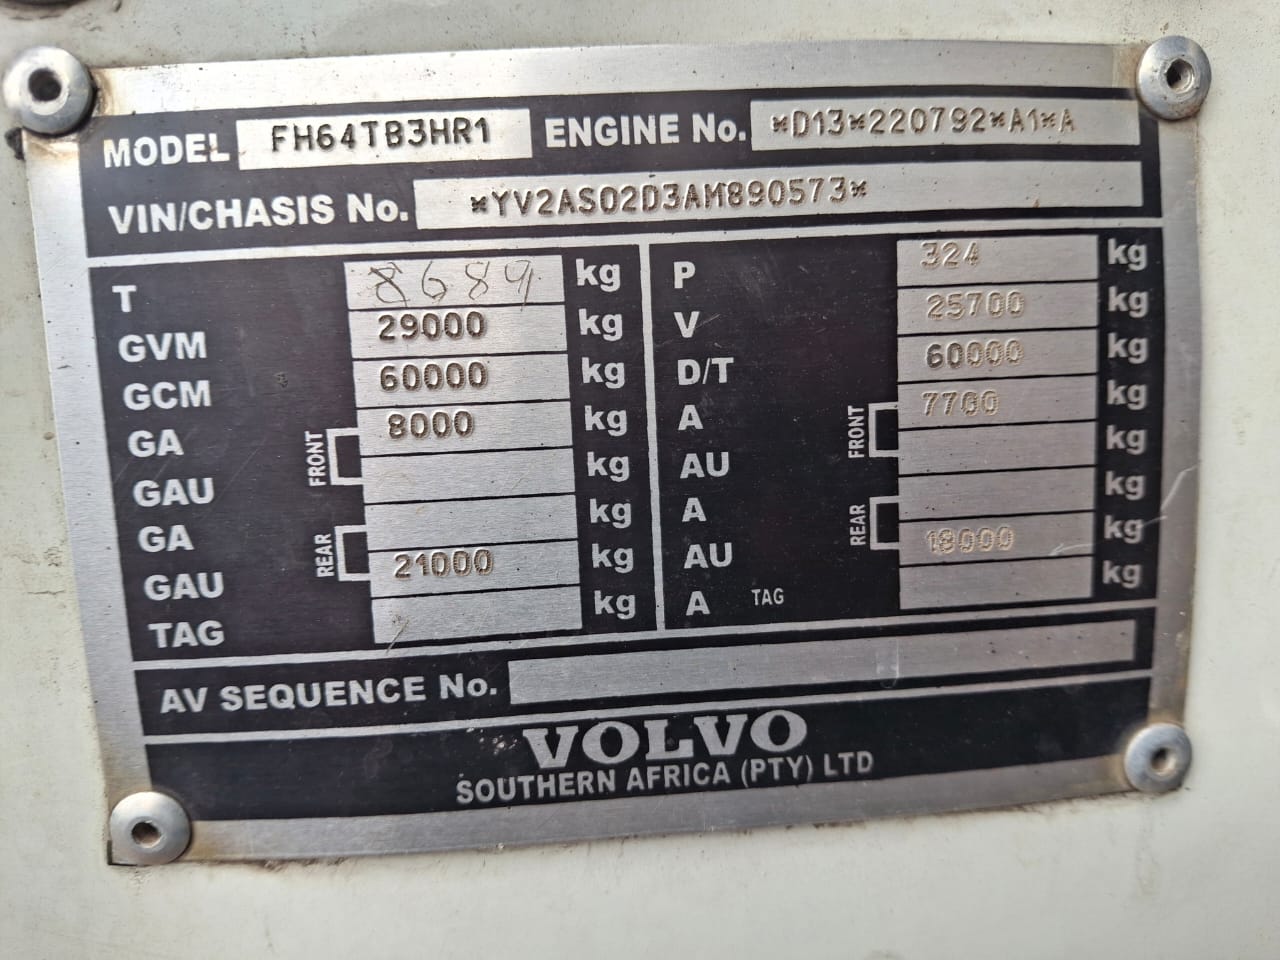 MODEL FH64TB3HR1 ENGINE No. *D13*220792*A1*A
VIN/CHASIS No. *YV2AS02D3AM890573*
T 8689 kg P 324 kg
GVM 29000 kg V 25700 kg
GCM 60000 kg D/T 60000 kg
GA FRONT 8000 kg A FRONT 7700 kg
GAU kg AU kg
GA REAR kg A REAR kg
GAU 21000 kg AU 18000 kg
TAG kg A TAG kg
AV SEQUENCE No.
VOLVO
SOUTHERN AFRICA (PTY) LTD